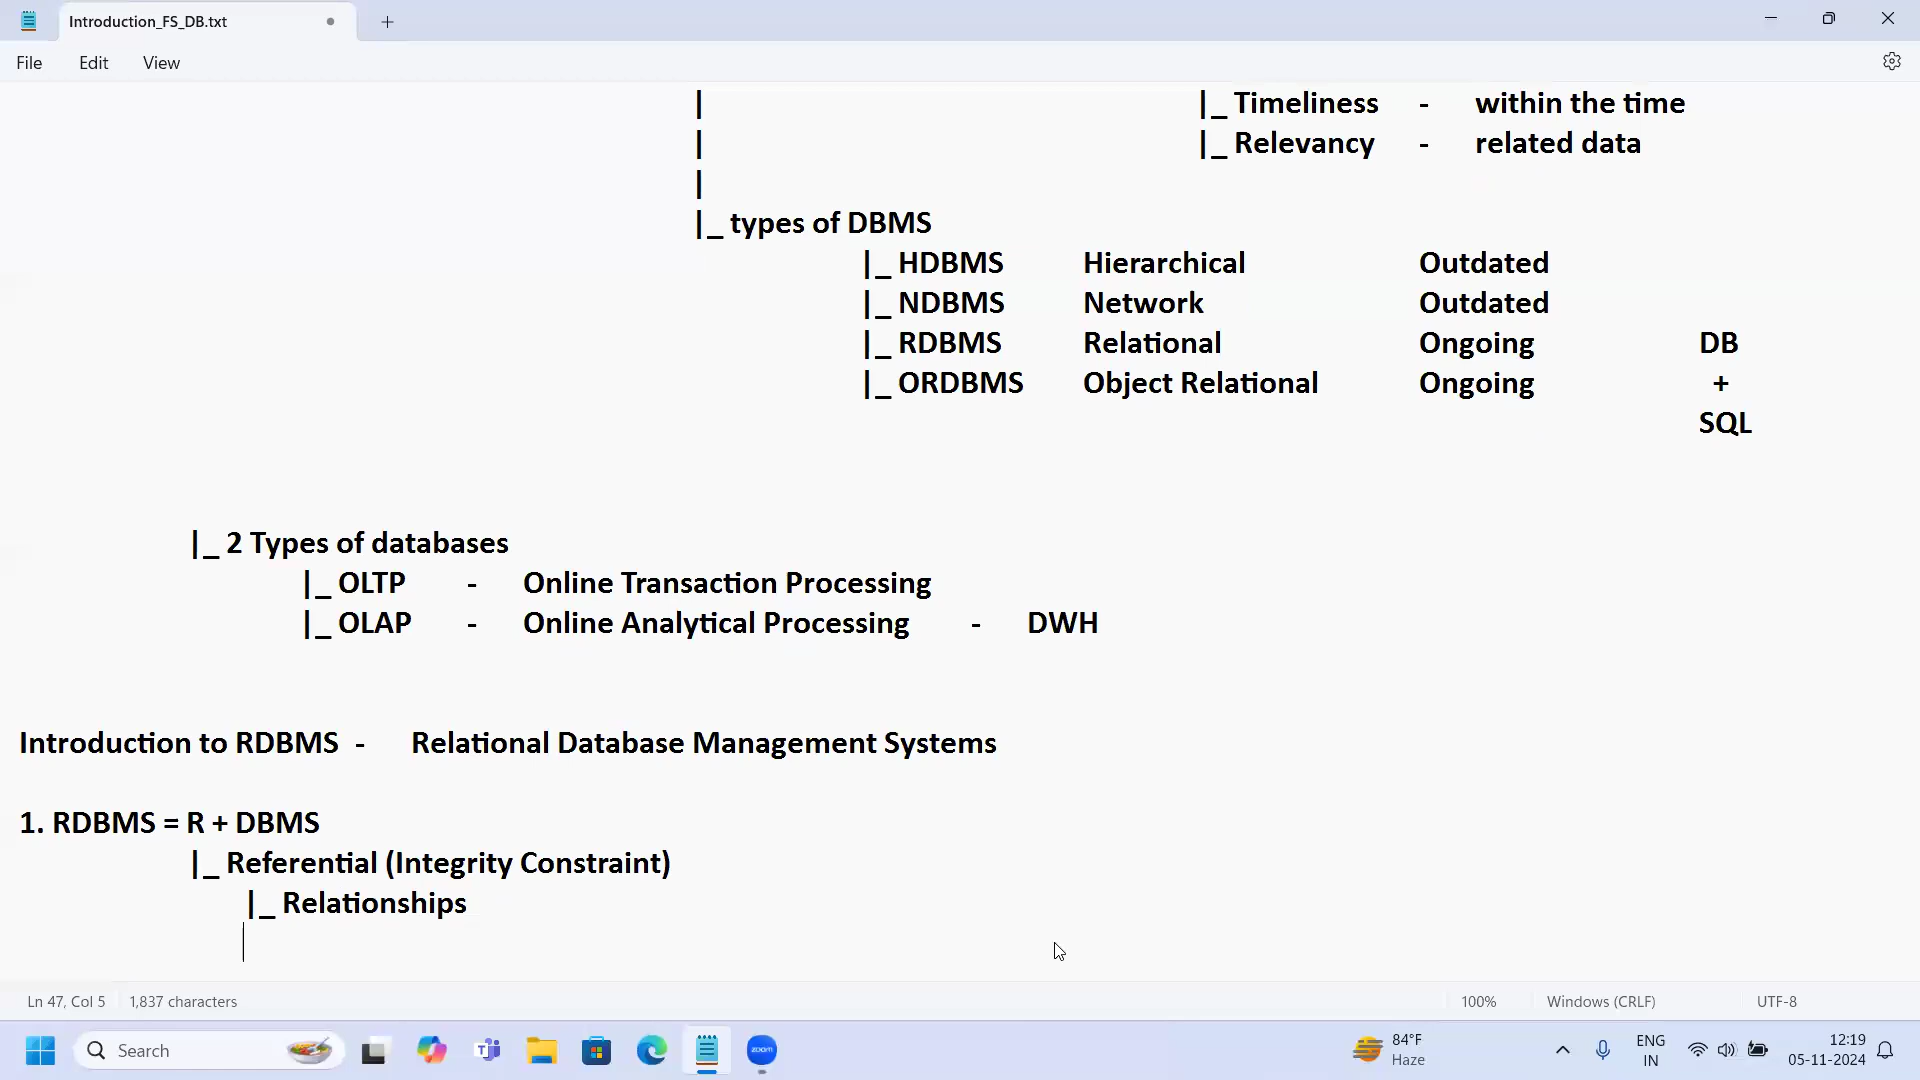 Introduction_FS_DB.txt
File Edit View
| |_ Timeliness - within the time
| |_ Relevancy - related data
|
|_ types of DBMS
|_ HDBMS Hierarchical Outdated
|_ NDBMS Network Outdated
|_ RDBMS Relational Ongoing DB
|_ ORDBMS Object Relational Ongoing +
SQL
|_ 2 Types of databases
|_ OLTP - Online Transaction Processing
|_ OLAP - Online Analytical Processing - DWH
Introduction to RDBMS - Relational Database Management Systems
1. RDBMS = R + DBMS
|_ Referential (Integrity Constraint)
|_ Relationships
Ln 47, Col 5 1,837 characters 100% Windows (CRLF) UTF-8
Search zoom 84°F ENG 12:19
Haze IN 05-11-2024